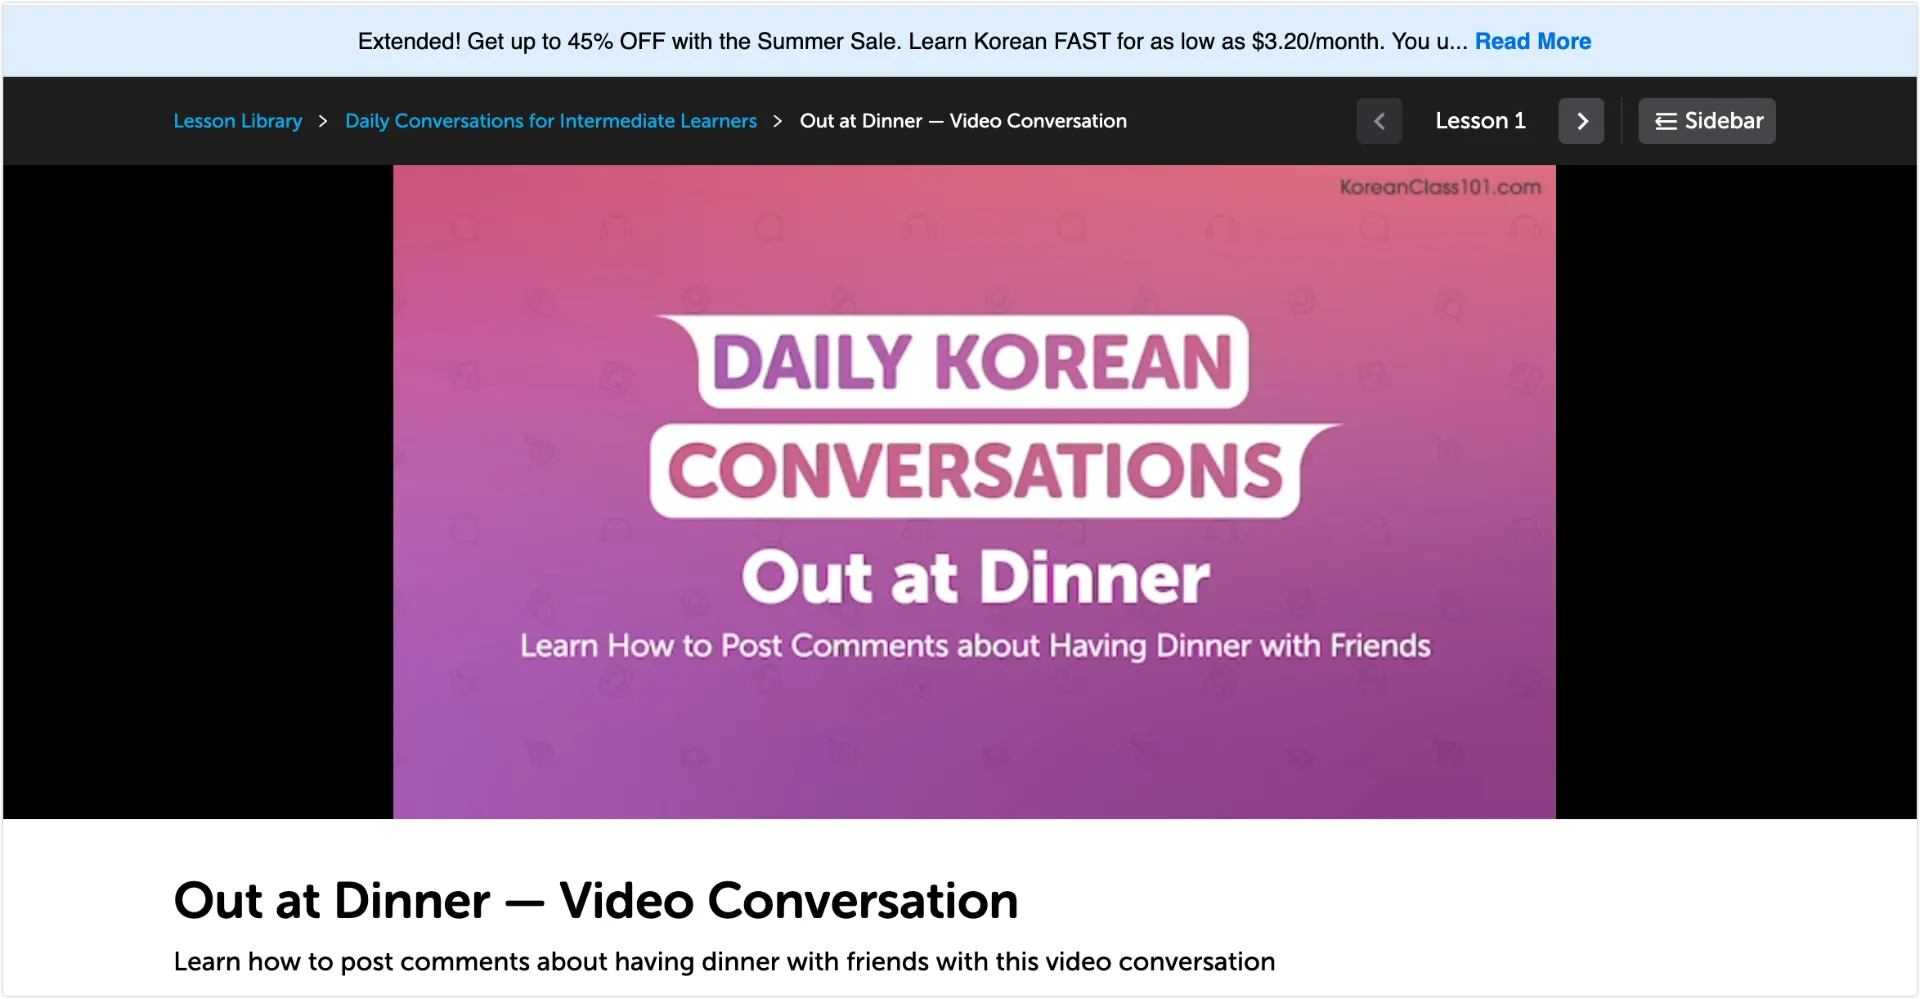 Extended! Get up to 45% OFF with the Summer Sale. Learn Korean FAST for as low as $3.20/month. You u... Read More
Lesson Library > Daily Conversations for Intermediate Learners > Out at Dinner — Video Conversation
Lesson 1
Sidebar
KoreanClass101.com
DAILY KOREAN
CONVERSATIONS
Out at Dinner
Learn How to Post Comments about Having Dinner with Friends
Out at Dinner — Video Conversation
Learn how to post comments about having dinner with friends with this video conversation